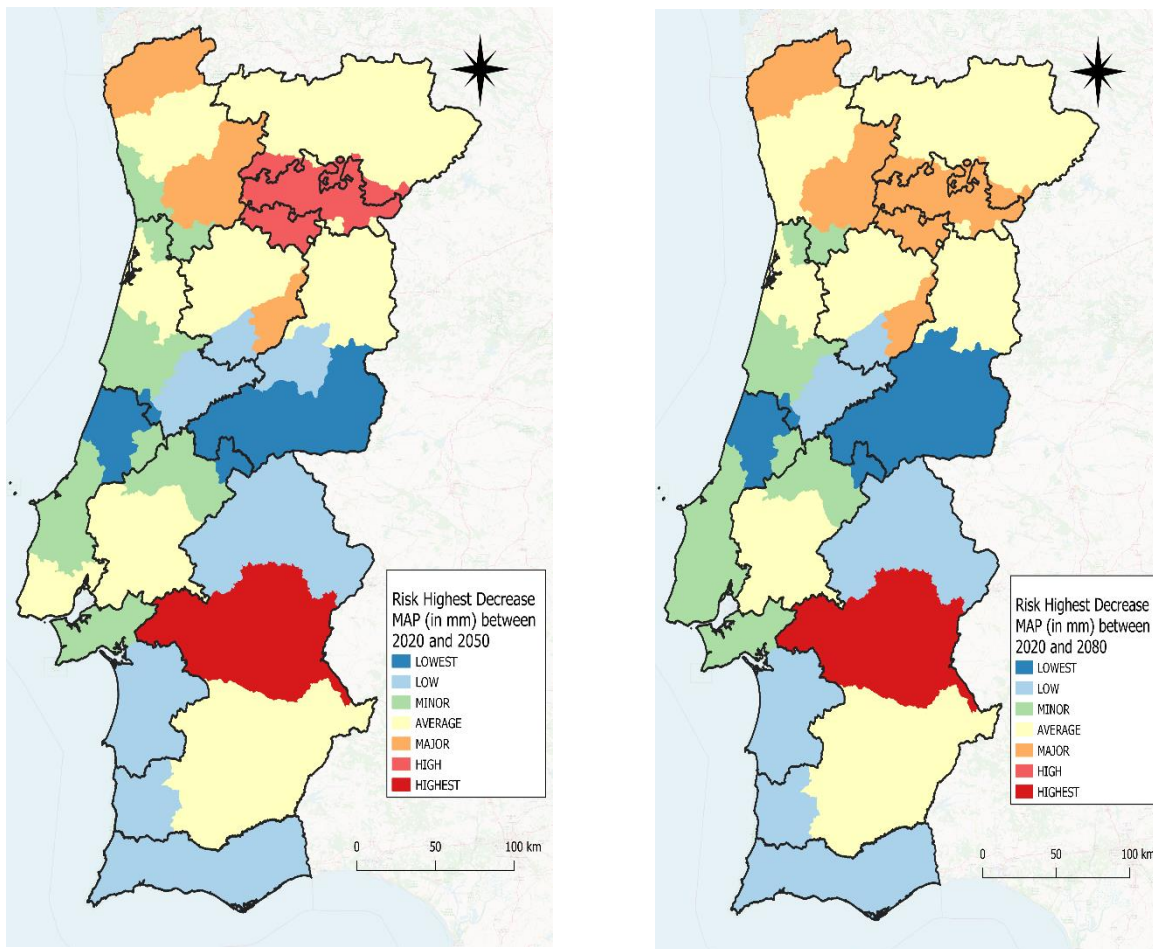 Risk Highest Decrease
MAP (in mm) between
2020 and 2050
LOWEST
LOW
MINOR
AVERAGE
MAJOR
HIGH
HIGHEST
0 50 100 km
Risk Highest Decrease
MAP (in mm) between
2020 and 2080
LOWEST
LOW
MINOR
AVERAGE
MAJOR
HIGH
HIGHEST
0 50 100 km